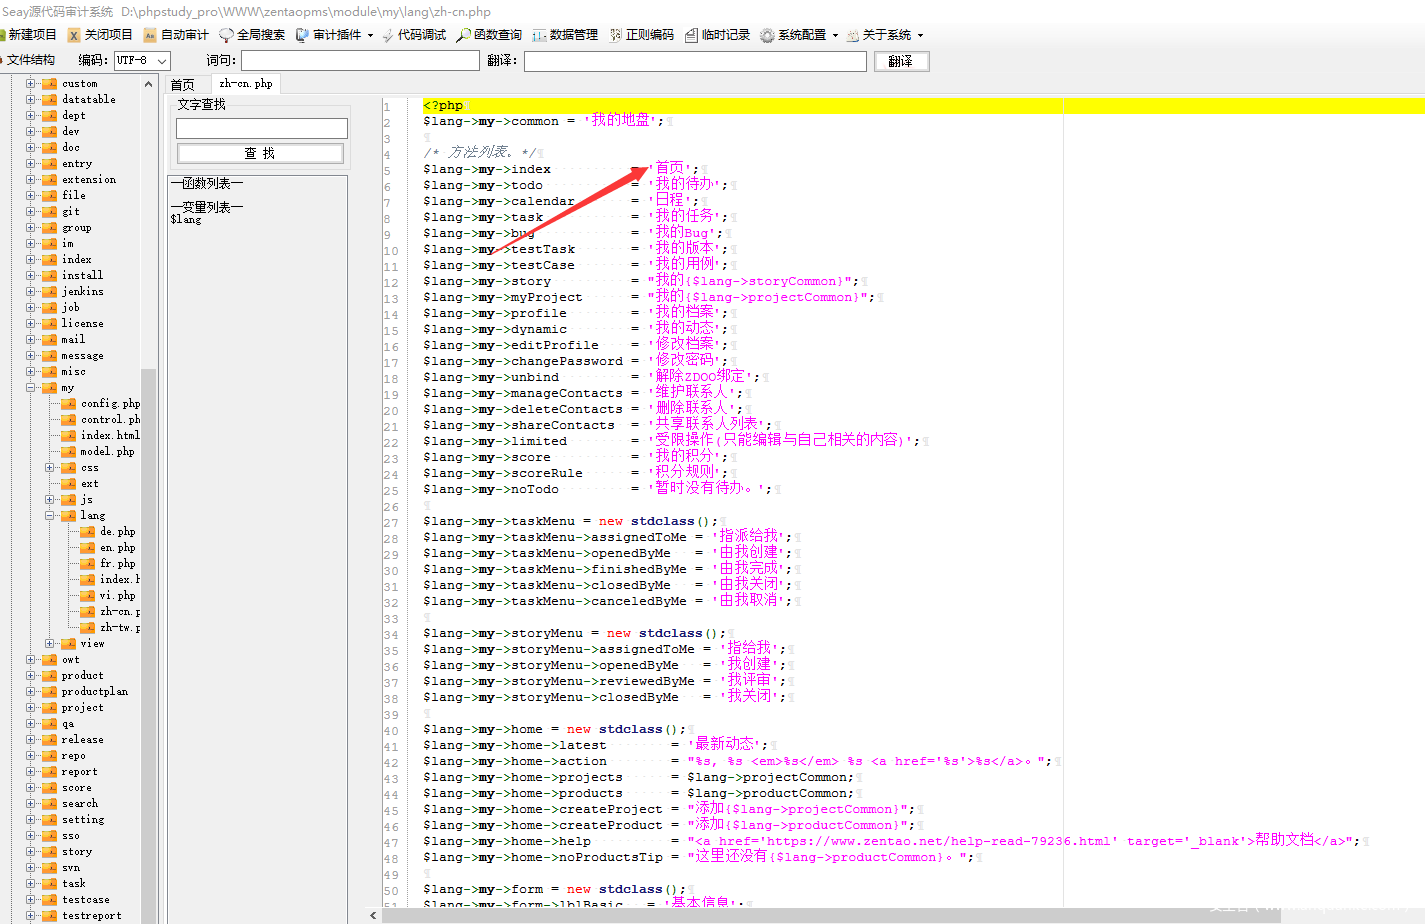 Seay源代码审计系统 D:\phpstudy_pro\WWW\zentaopms\module\my\lang\zh-cn.php
新建项目 关闭项目 自动审计 全局搜索 审计插件 代码调试 函数查询 数据管理 正则编码 临时记录 系统配置 关于系统
文件结构 编码: UTF-8 词句: 翻译: 翻译
custom
datatable
dept
dev
doc
entry
extension
file
git
group
im
index
install
jenkins
job
license
mail
message
misc
my
config.php
control.ph
index.html
model.php
css
ext
js
lang
de.php
en.php
fr.php
index.h
vi.php
zh-cn.p
zh-tw.p
view
owt
product
productplan
project
qa
release
repo
report
score
search
setting
sso
story
svn
task
testcase
testreport
首页 zh-cn.php
文字查找
查 找
—函数列表—
—变量列表—
$lang
1 <?php
2 $lang->my->common = '我的地盘';
3
4 /* 方法列表。*/
5 $lang->my->index = '首页';
6 $lang->my->todo = '我的待办';
7 $lang->my->calendar = '日程';
8 $lang->my->task = '我的任务';
9 $lang->my->bug = '我的Bug';
10 $lang->my->testTask = '我的版本';
11 $lang->my->testCase = '我的用例';
12 $lang->my->story = "我的{$lang->storyCommon}";
13 $lang->my->myProject = "我的{$lang->projectCommon}";
14 $lang->my->profile = '我的档案';
15 $lang->my->dynamic = '我的动态';
16 $lang->my->editProfile = '修改档案';
17 $lang->my->changePassword = '修改密码';
18 $lang->my->unbind = '解除ZDOO绑定';
19 $lang->my->manageContacts = '维护联系人';
20 $lang->my->deleteContacts = '删除联系人';
21 $lang->my->shareContacts = '共享联系人列表';
22 $lang->my->limited = '受限操作(只能编辑与自己相关的内容)';
23 $lang->my->score = '我的积分';
24 $lang->my->scoreRule = '积分规则';
25 $lang->my->noTodo = '暂时没有待办。';
26
27 $lang->my->taskMenu = new stdclass();
28 $lang->my->taskMenu->assignedToMe = '指派给我';
29 $lang->my->taskMenu->openedByMe = '由我创建';
30 $lang->my->taskMenu->finishedByMe = '由我完成';
31 $lang->my->taskMenu->closedByMe = '由我关闭';
32 $lang->my->taskMenu->canceledByMe = '由我取消';
33
34 $lang->my->storyMenu = new stdclass();
35 $lang->my->storyMenu->assignedToMe = '指给我';
36 $lang->my->storyMenu->openedByMe = '我创建';
37 $lang->my->storyMenu->reviewedByMe = '我评审';
38 $lang->my->storyMenu->closedByMe = '我关闭';
39
40 $lang->my->home = new stdclass();
41 $lang->my->home->latest = '最新动态';
42 $lang->my->home->action = "%s, %s <em>%s</em> %s <a href='%s'>%s</a>。";
43 $lang->my->home->projects = $lang->projectCommon;
44 $lang->my->home->products = $lang->productCommon;
45 $lang->my->home->createProject = "添加{$lang->projectCommon}";
46 $lang->my->home->createProduct = "添加{$lang->productCommon}";
47 $lang->my->home->help = "<a href='https://www.zentao.net/help-read-79236.html' target='_blank'>帮助文档</a>";
48 $lang->my->home->noProductsTip = "这里还没有{$lang->productCommon}。";
49
50 $lang->my->form = new stdclass();
51 $lang->my->form->lblBasic = '基本信息';